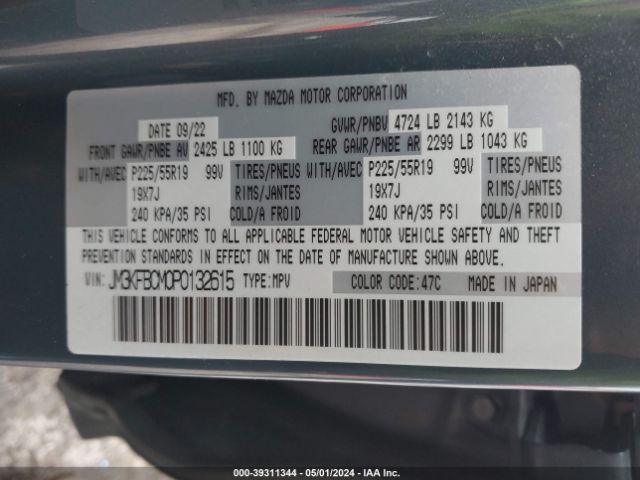 MFD. BY MAZDA MOTOR CORPORATION
DATE 09/22 GVWR/PNBV 4724 LB 2143 KG
FRONT GAWR/PNBE AV 2425 LB 1100 KG REAR GAWR/PNBE AR 2299 LB 1043 KG
WITH/AVEC P225/55R19 99V TIRES/PNEUS WITH/AVEC P225/55R19 99V TIRES/PNEUS
19X7J RIMS/JANTES 19X7J RIMS/JANTES
240 KPA/35 PSI COLD/A FROID 240 KPA/35 PSI COLD/A FROID
THIS VEHICLE CONFORMS TO ALL APPLICABLE FEDERAL MOTOR VEHICLE SAFETY AND THEFT
PREVENTION STANDARDS IN EFFECT ON THE DATE OF MANUFACTURE SHOWN ABOVE.
VIN: JM3KFBCM0P0132615 TYPE:MPV COLOR CODE:47C MADE IN JAPAN
000-39311344 • 05/01/2024 • IAA Inc.